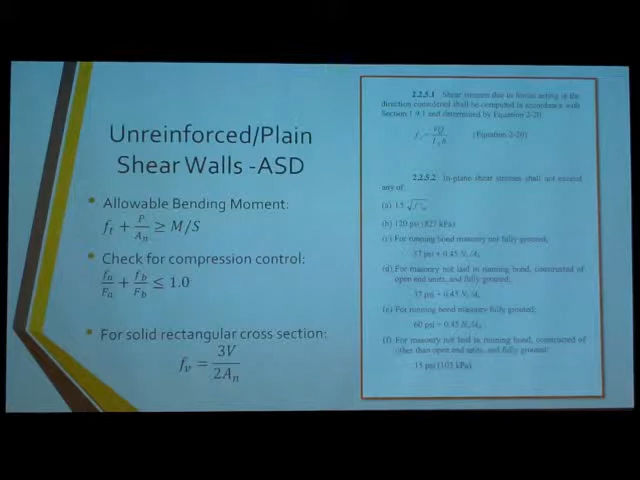 Unreinforced/Plain
Shear Walls -ASD
• Allowable Bending Moment:
f_t + P/A_n ≥ M/S
• Check for compression control:
f_a/F_a + f_b/F_b ≤ 1.0
• For solid rectangular cross section:
f_v = 3V/2A_n
2.2.5.1 Shear stresses due to forces acting in the
direction considered shall be computed in accordance with
Section 1.9.1 and determined by Equation 2-20.
(Equation 2-20)
2.2.5.2 In-plane shear stresses shall not exceed
any of:
(a) 1.5
(b) 120 psi (827 kPa)
(c) For running bond masonry not fully grouted;
37 psi + 0.45 N_v/A_n
(d) For masonry not laid in running bond, constructed of
open end units, and fully grouted;
37 psi + 0.45 N_v/A_n
(e) For running bond masonry fully grouted;
60 psi + 0.45 N_v/A_n
(f) For masonry not laid in running bond, constructed of
other than open end units, and fully grouted;
15 psi (103 kPa)